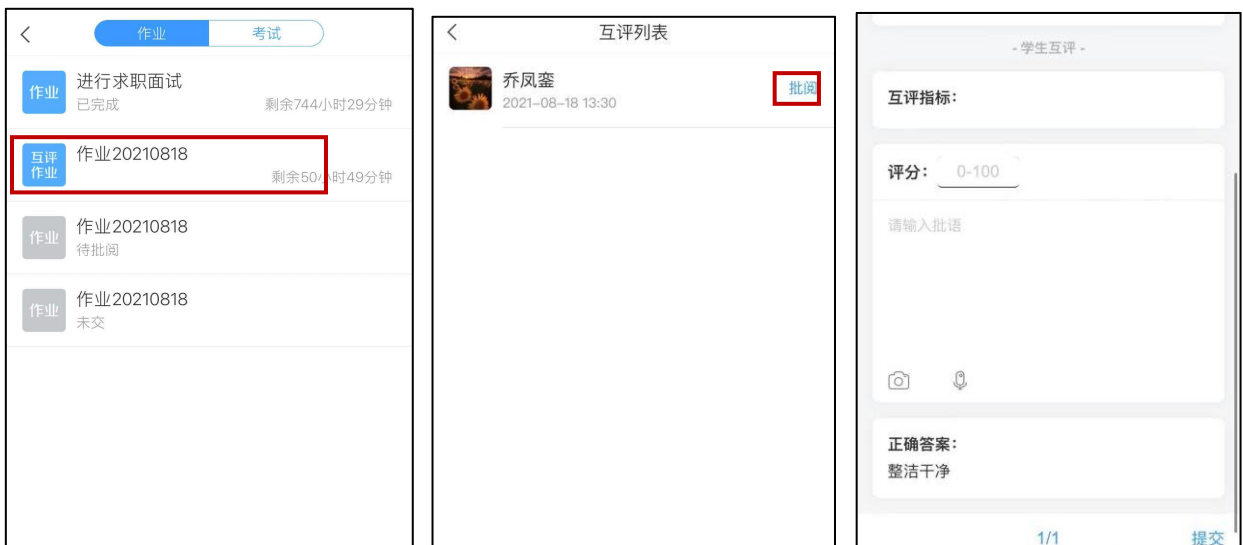 作业 考试
作业
进行求职面试
已完成 剩余744小时29分钟
互评
作业
作业20210818
剩余50小时49分钟
作业
作业20210818
待批阅
作业
作业20210818
未交
互评列表
乔凤銮
2021-08-18 13:30
批阅
- 学生互评 -
互评指标：
评分： 0-100
请输入批语
正确答案：
整洁干净
1/1 提交